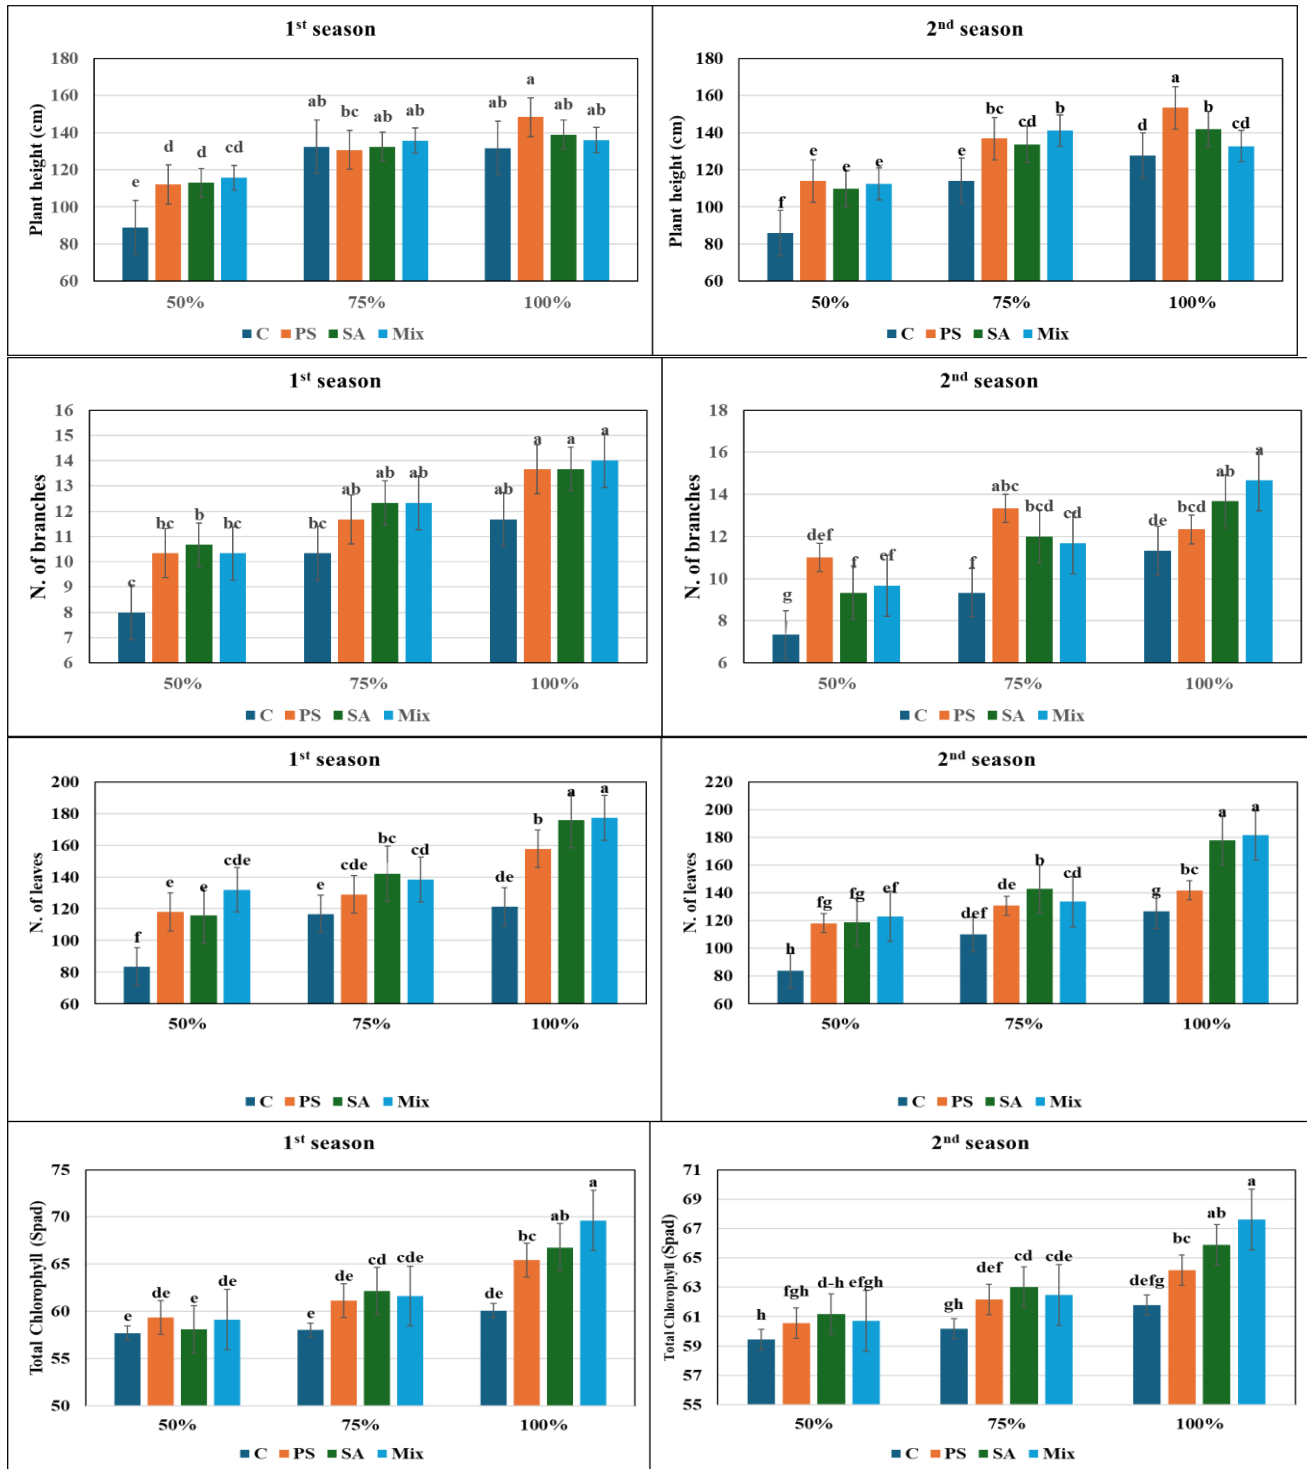 1st season
180
160
140
120
100
80
60
Plant height (cm)
e d d cd ab bc ab ab ab a ab ab
50% 75% 100%
C PS SA Mix
2nd season
180
160
140
120
100
80
60
Plant height (cm)
f e e e e bc cd b d a b cd
50% 75% 100%
C PS SA Mix
1st season
16
15
14
13
12
11
10
9
8
7
6
N. of branches
c bc b bc bc ab ab ab ab a a a
50% 75% 100%
C PS SA Mix
2nd season
18
16
14
12
10
8
6
N. of branches
g def f ef f abc bcd cd de bcd ab a
50% 75% 100%
C PS SA Mix
1st season
200
180
160
140
120
100
80
60
N. of leaves
f e e cde e cde bc cd de b a a
50% 75% 100%
C PS SA Mix
2nd season
220
200
180
160
140
120
100
80
60
N. of leaves
h fg fg ef def de b cd g bc a a
50% 75% 100%
C PS SA Mix
1st season
75
70
65
60
55
50
Total Chlorophyll (Spad)
e de e de e de cd cde de bc ab a
50% 75% 100%
C PS SA Mix
2nd season
71
69
67
65
63
61
59
57
55
Total Chlorophyll (Spad)
h fgh d-h efgh gh def cd cde defg bc ab a
50% 75% 100%
C PS SA Mix